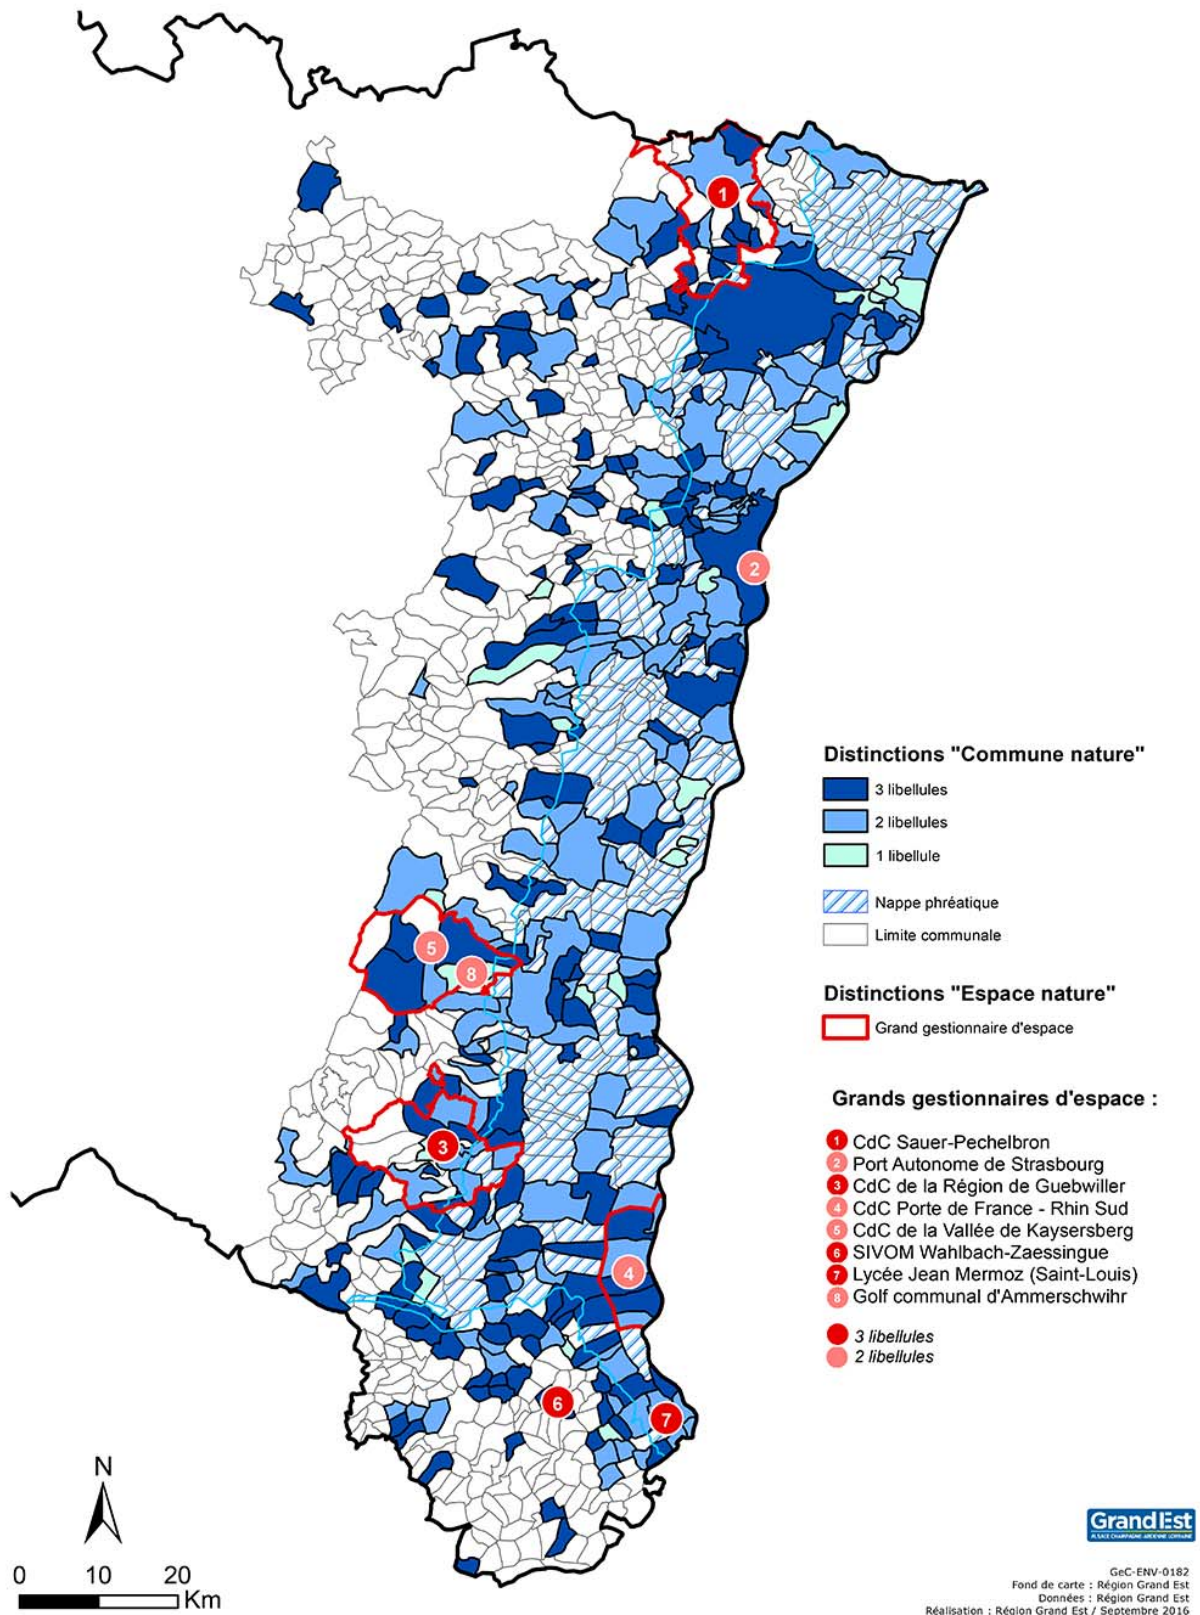 1
2
5
8
3
4
6
7
Distinctions "Commune nature"
3 libellules
2 libellules
1 libellule
Nappe phréatique
Limite communale
Distinctions "Espace nature"
Grand gestionnaire d'espace
Grands gestionnaires d'espace :
1 CdC Sauer-Pechelbron
2 Port Autonome de Strasbourg
3 CdC de la Région de Guebwiller
4 CdC Porte de France - Rhin Sud
5 CdC de la Vallée de Kaysersberg
6 SIVOM Wahlbach-Zaessingue
7 Lycée Jean Mermoz (Saint-Louis)
8 Golf communal d'Ammerschwihr
3 libellules
2 libellules
N
0 10 20 Km
GrandEst
ALSACE CHAMPAGNE-ARDENNE LORRAINE
GeC-ENV-0182
Fond de carte : Région Grand Est
Données : Région Grand Est
Réalisation : Région Grand Est / Septembre 2016